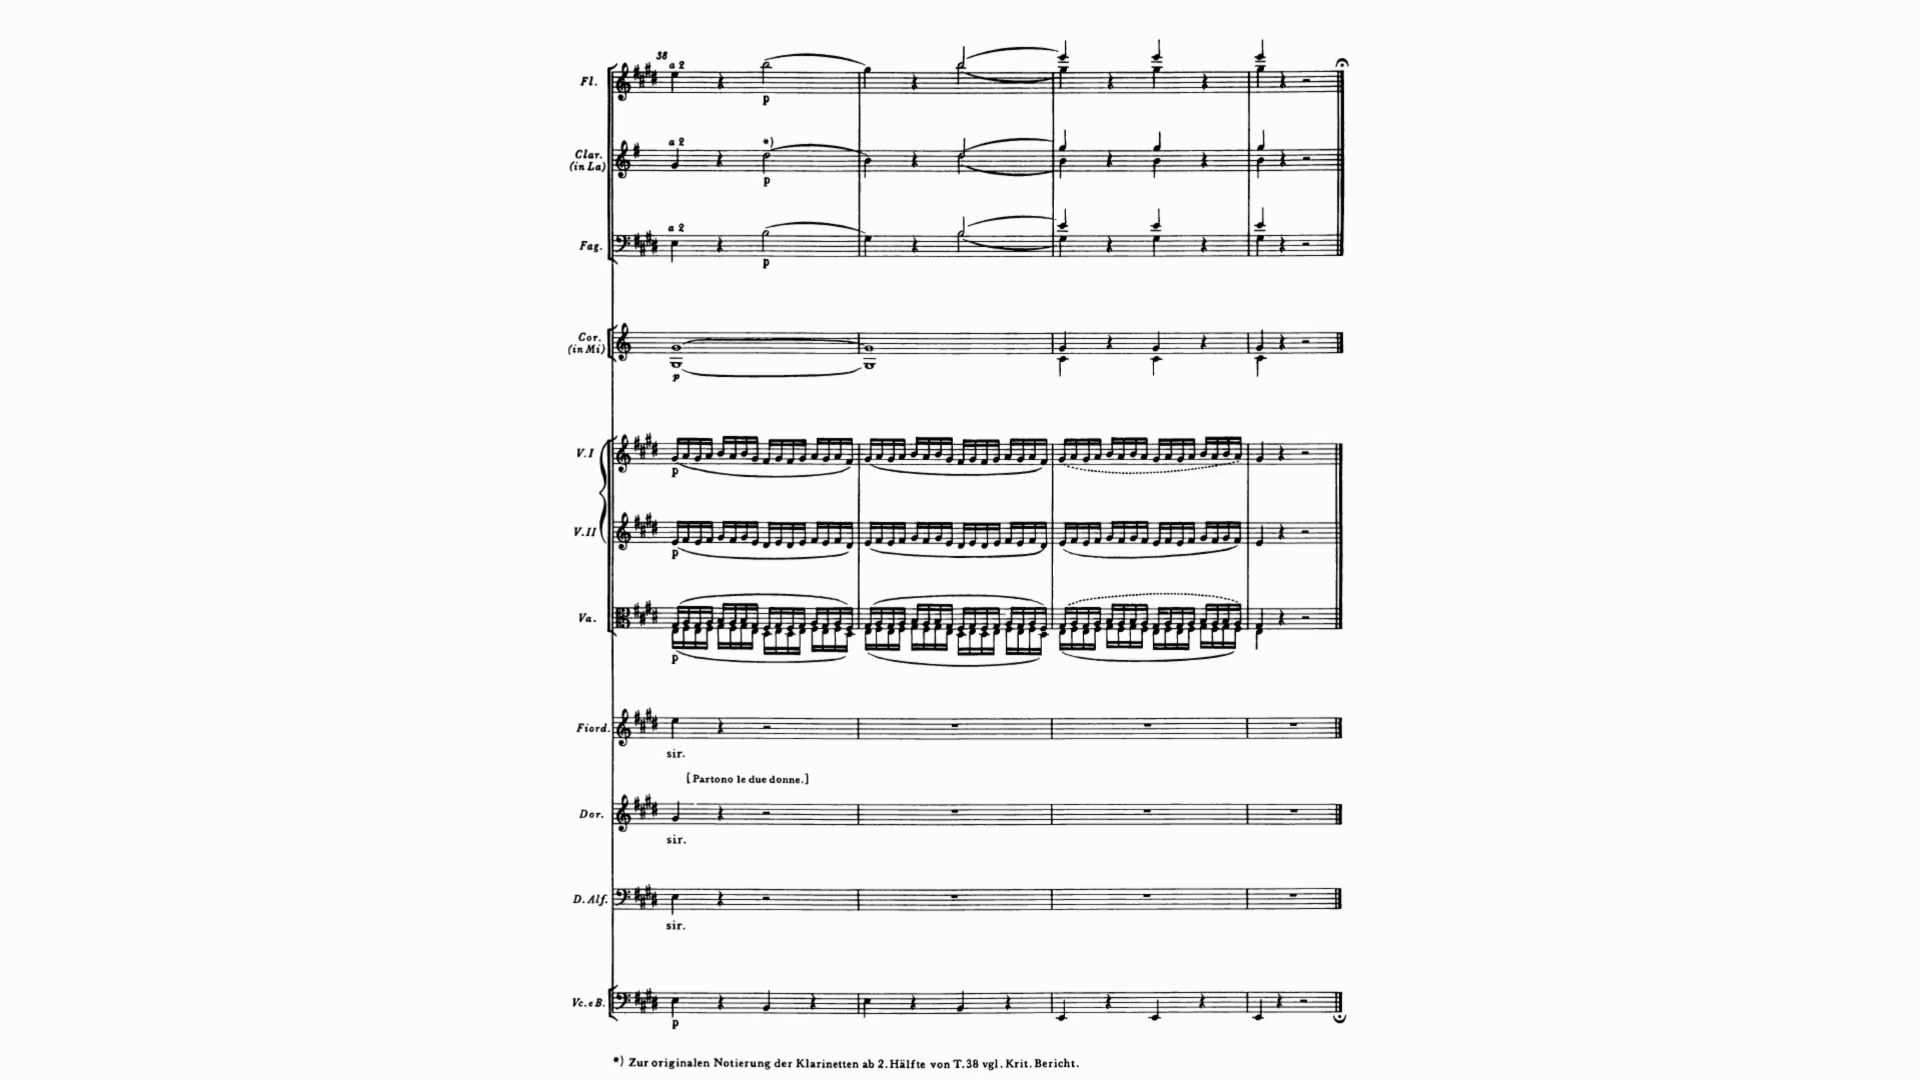 38
Fl.
a 2
p
Clar.
(in La)
a 2
*)
p
Fag.
a 2
p
Cor.
(in Mi)
p
V.I
p
V.II
p
Va.
p
Fiord.
sir.
[Partono le due donne.]
Dor.
sir.
D. Alf.
sir.
Vc. e B.
p
*) Zur originalen Notierung der Klarinetten ab 2. Hälfte von T. 38 vgl. Krit. Bericht.